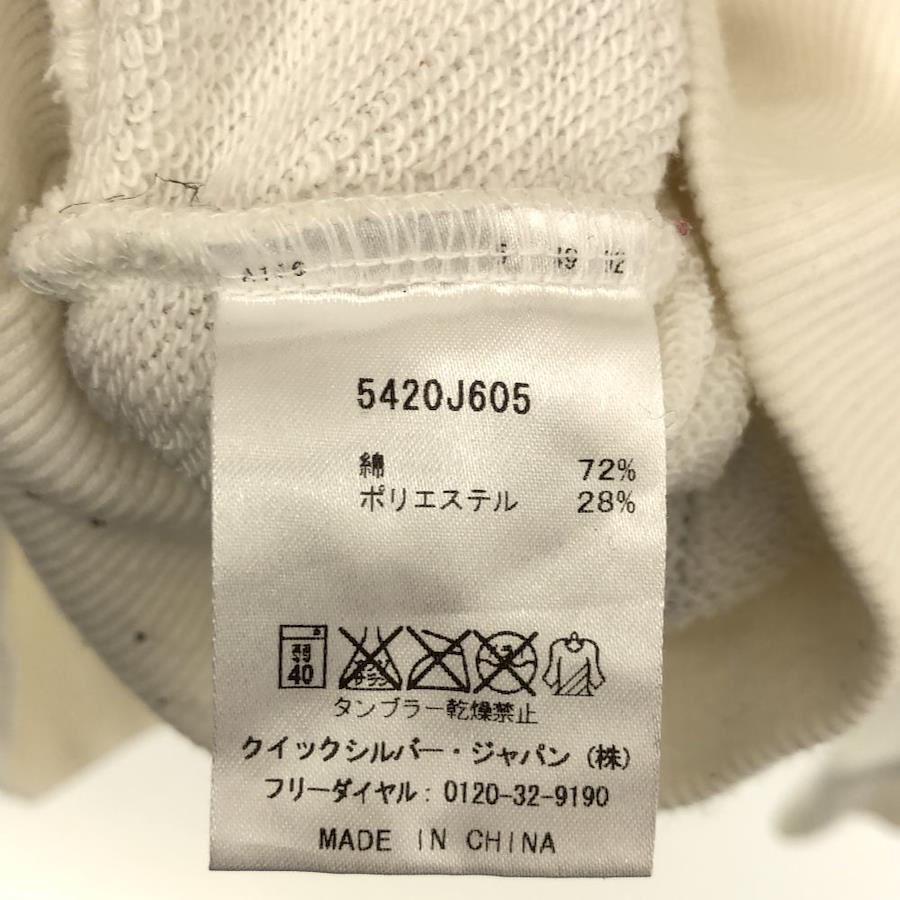 5420J605
綿 72%
ポリエステル 28%
弱
40
タンブラー乾燥禁止
クイックシルバー・ジャパン（株）
フリーダイヤル：0120-32-9190
MADE IN CHINA